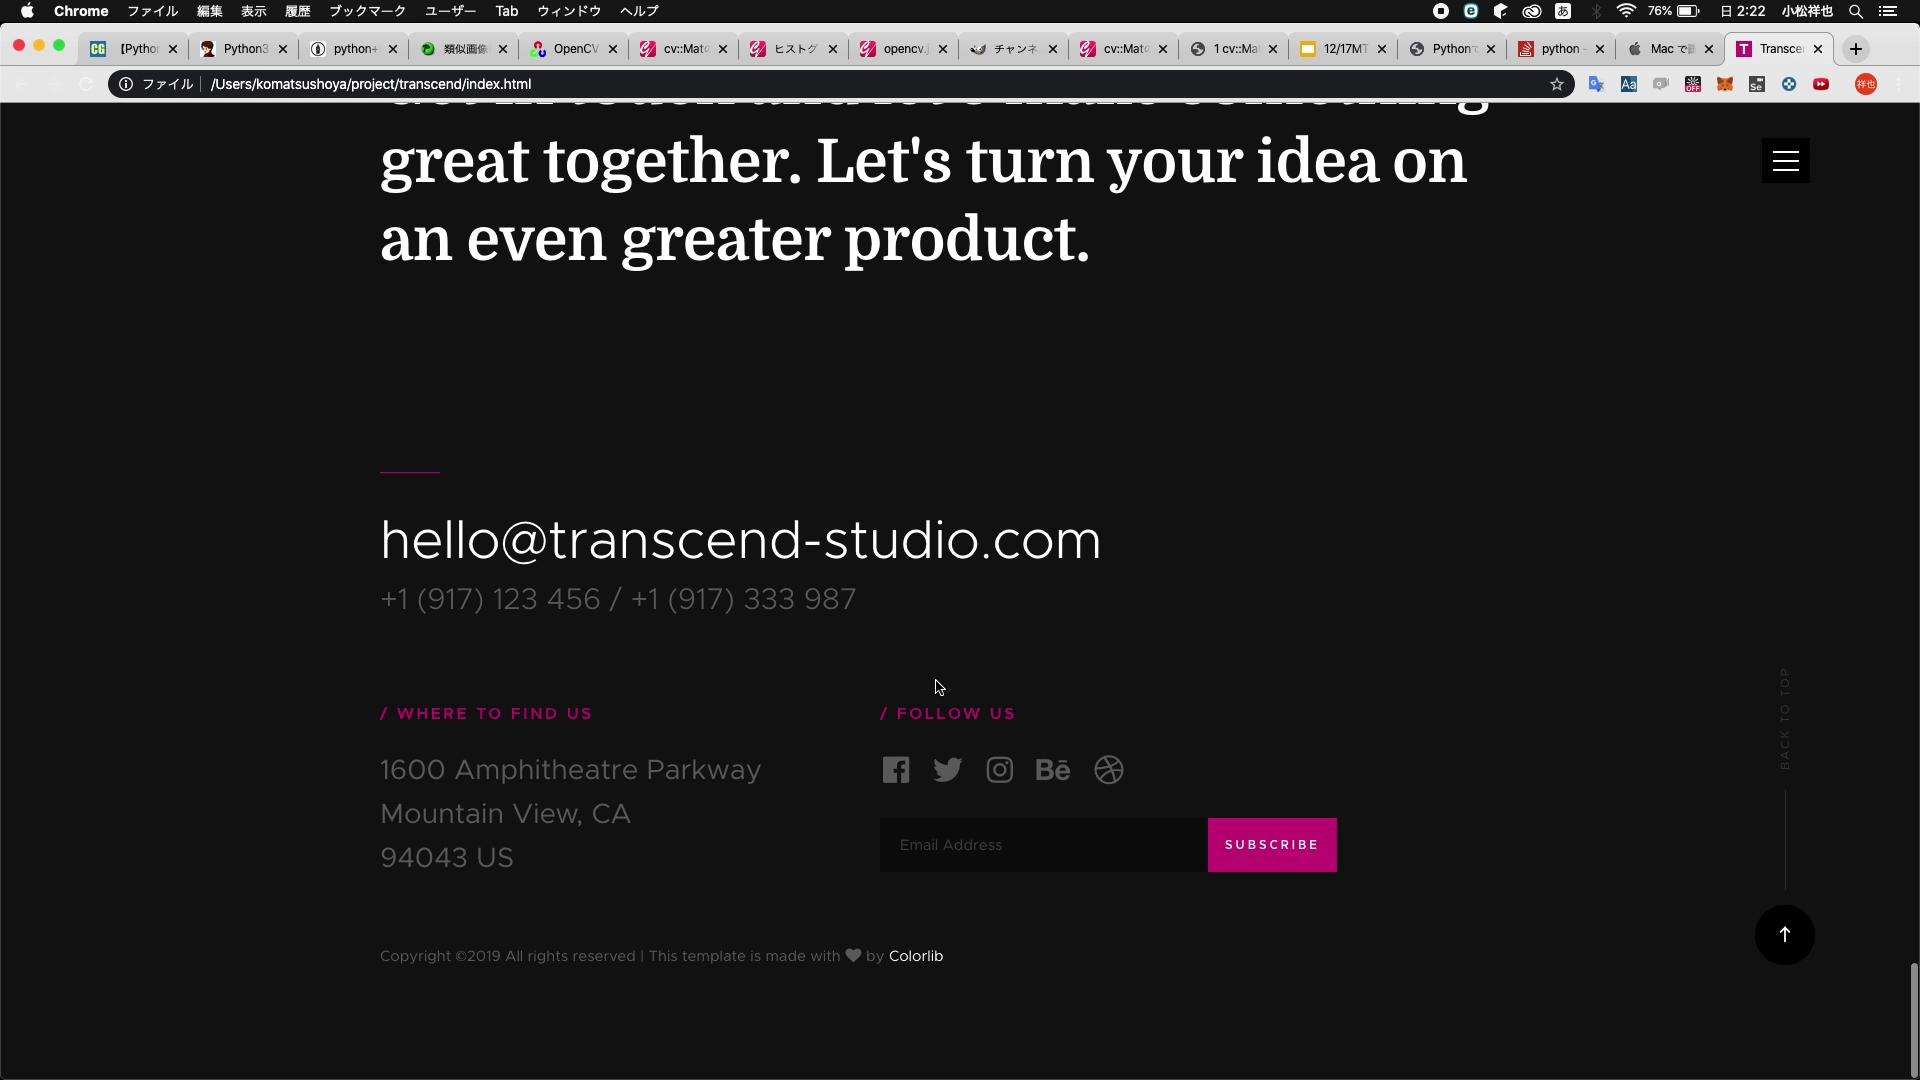 Chrome ファイル 編集 表示 履歴 ブックマーク ユーザー Tab ウィンドウ ヘルプ あ 76% 日 2:22 小松祥也
【Pythor Python3 python+ 類似画像 OpenCV cv::Mat ヒストグ opencv.j チャンネ cv::Mat 1 cv::Ma 12/17MT Python python - Mac で Transcer
ファイル /Users/komatsushoya/project/transcend/index.html 祥也
great together. Let's turn your idea on
an even greater product.
hello@transcend-studio.com
+1 (917) 123 456 / +1 (917) 333 987
/ WHERE TO FIND US
1600 Amphitheatre Parkway
Mountain View, CA
94043 US
/ FOLLOW US
Bē
Email Address SUBSCRIBE
BACK TO TOP
Copyright ©2019 All rights reserved | This template is made with by Colorlib